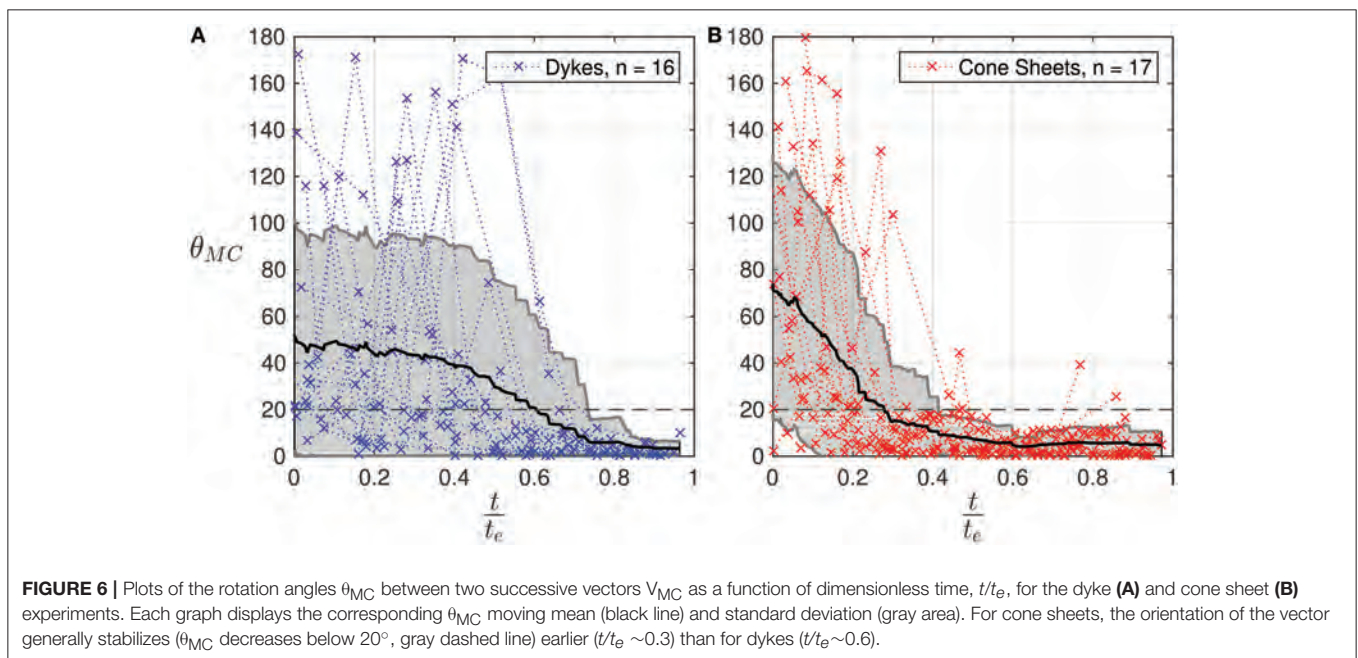 A
180
160
140
120
100
80
60
40
20
0
θMC
Dykes, n = 16
0 0.2 0.4 0.6 0.8 1
t
te
B
180
160
140
120
100
80
60
40
20
0
Cone Sheets, n = 17
0 0.2 0.4 0.6 0.8 1
t
te
FIGURE 6 | Plots of the rotation angles θMC between two successive vectors VMC as a function of dimensionless time, t/te, for the dyke (A) and cone sheet (B)
experiments. Each graph displays the corresponding θMC moving mean (black line) and standard deviation (gray area). For cone sheets, the orientation of the vector
generally stabilizes (θMC decreases below 20°, gray dashed line) earlier (t/te ~0.3) than for dykes (t/te~0.6).